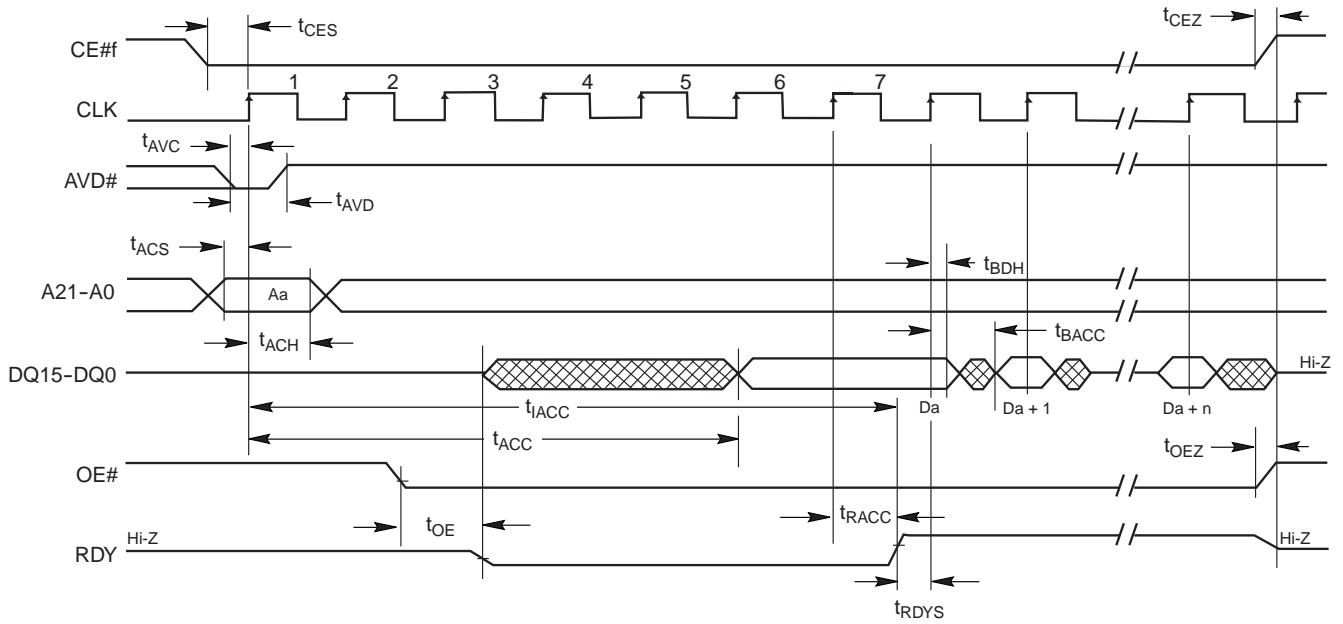 tCES
tCEZ
CE#f
1 2 3 4 5 6 7
CLK
tAVC
AVD#
tAVD
tACS
tBDH
A21-A0
Aa
tACH
tBACC
DQ15-DQ0
Hi-Z
tIACC
Da
Da + 1
Da + n
tACC
tOEZ
OE#
tOE
tRACC
RDY
Hi-Z
Hi-Z
tRDYS